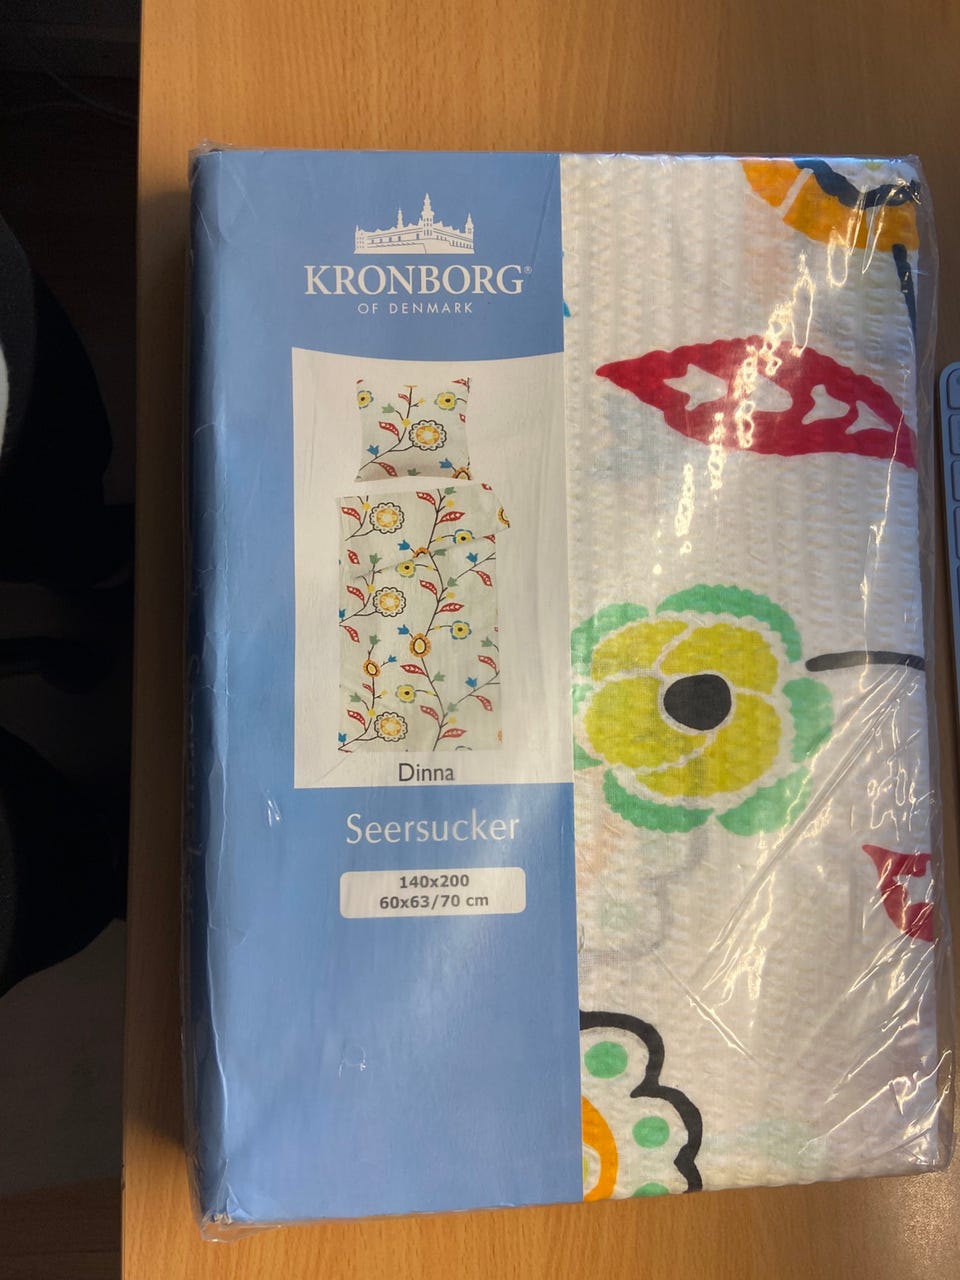 KRONBORG®
OF DENMARK
Dinna
Seersucker
140x200
60x63/70 cm